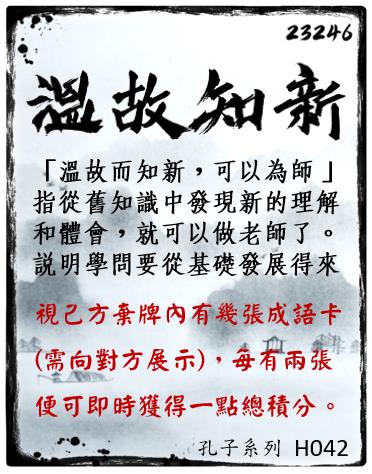 23246
溫故知新
「溫故而知新，可以為師」
指從舊知識中發現新的理解
和體會，就可以做老師了。
說明學問要從基礎發展得來
視己方棄牌內有幾張成語卡
(需向對方展示)，每有兩張
便可即時獲得一點總積分。
孔子系列 H042